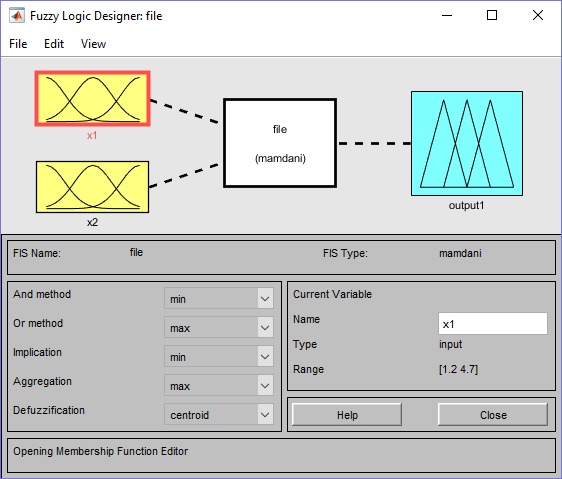 Fuzzy Logic Designer: file
File Edit View
x1
x2
file
(mamdani)
output1
FIS Name: file FIS Type: mamdani
And method min
Or method max
Implication min
Aggregation max
Defuzzification centroid
Current Variable
Name x1
Type input
Range [1.2 4.7]
Help Close
Opening Membership Function Editor